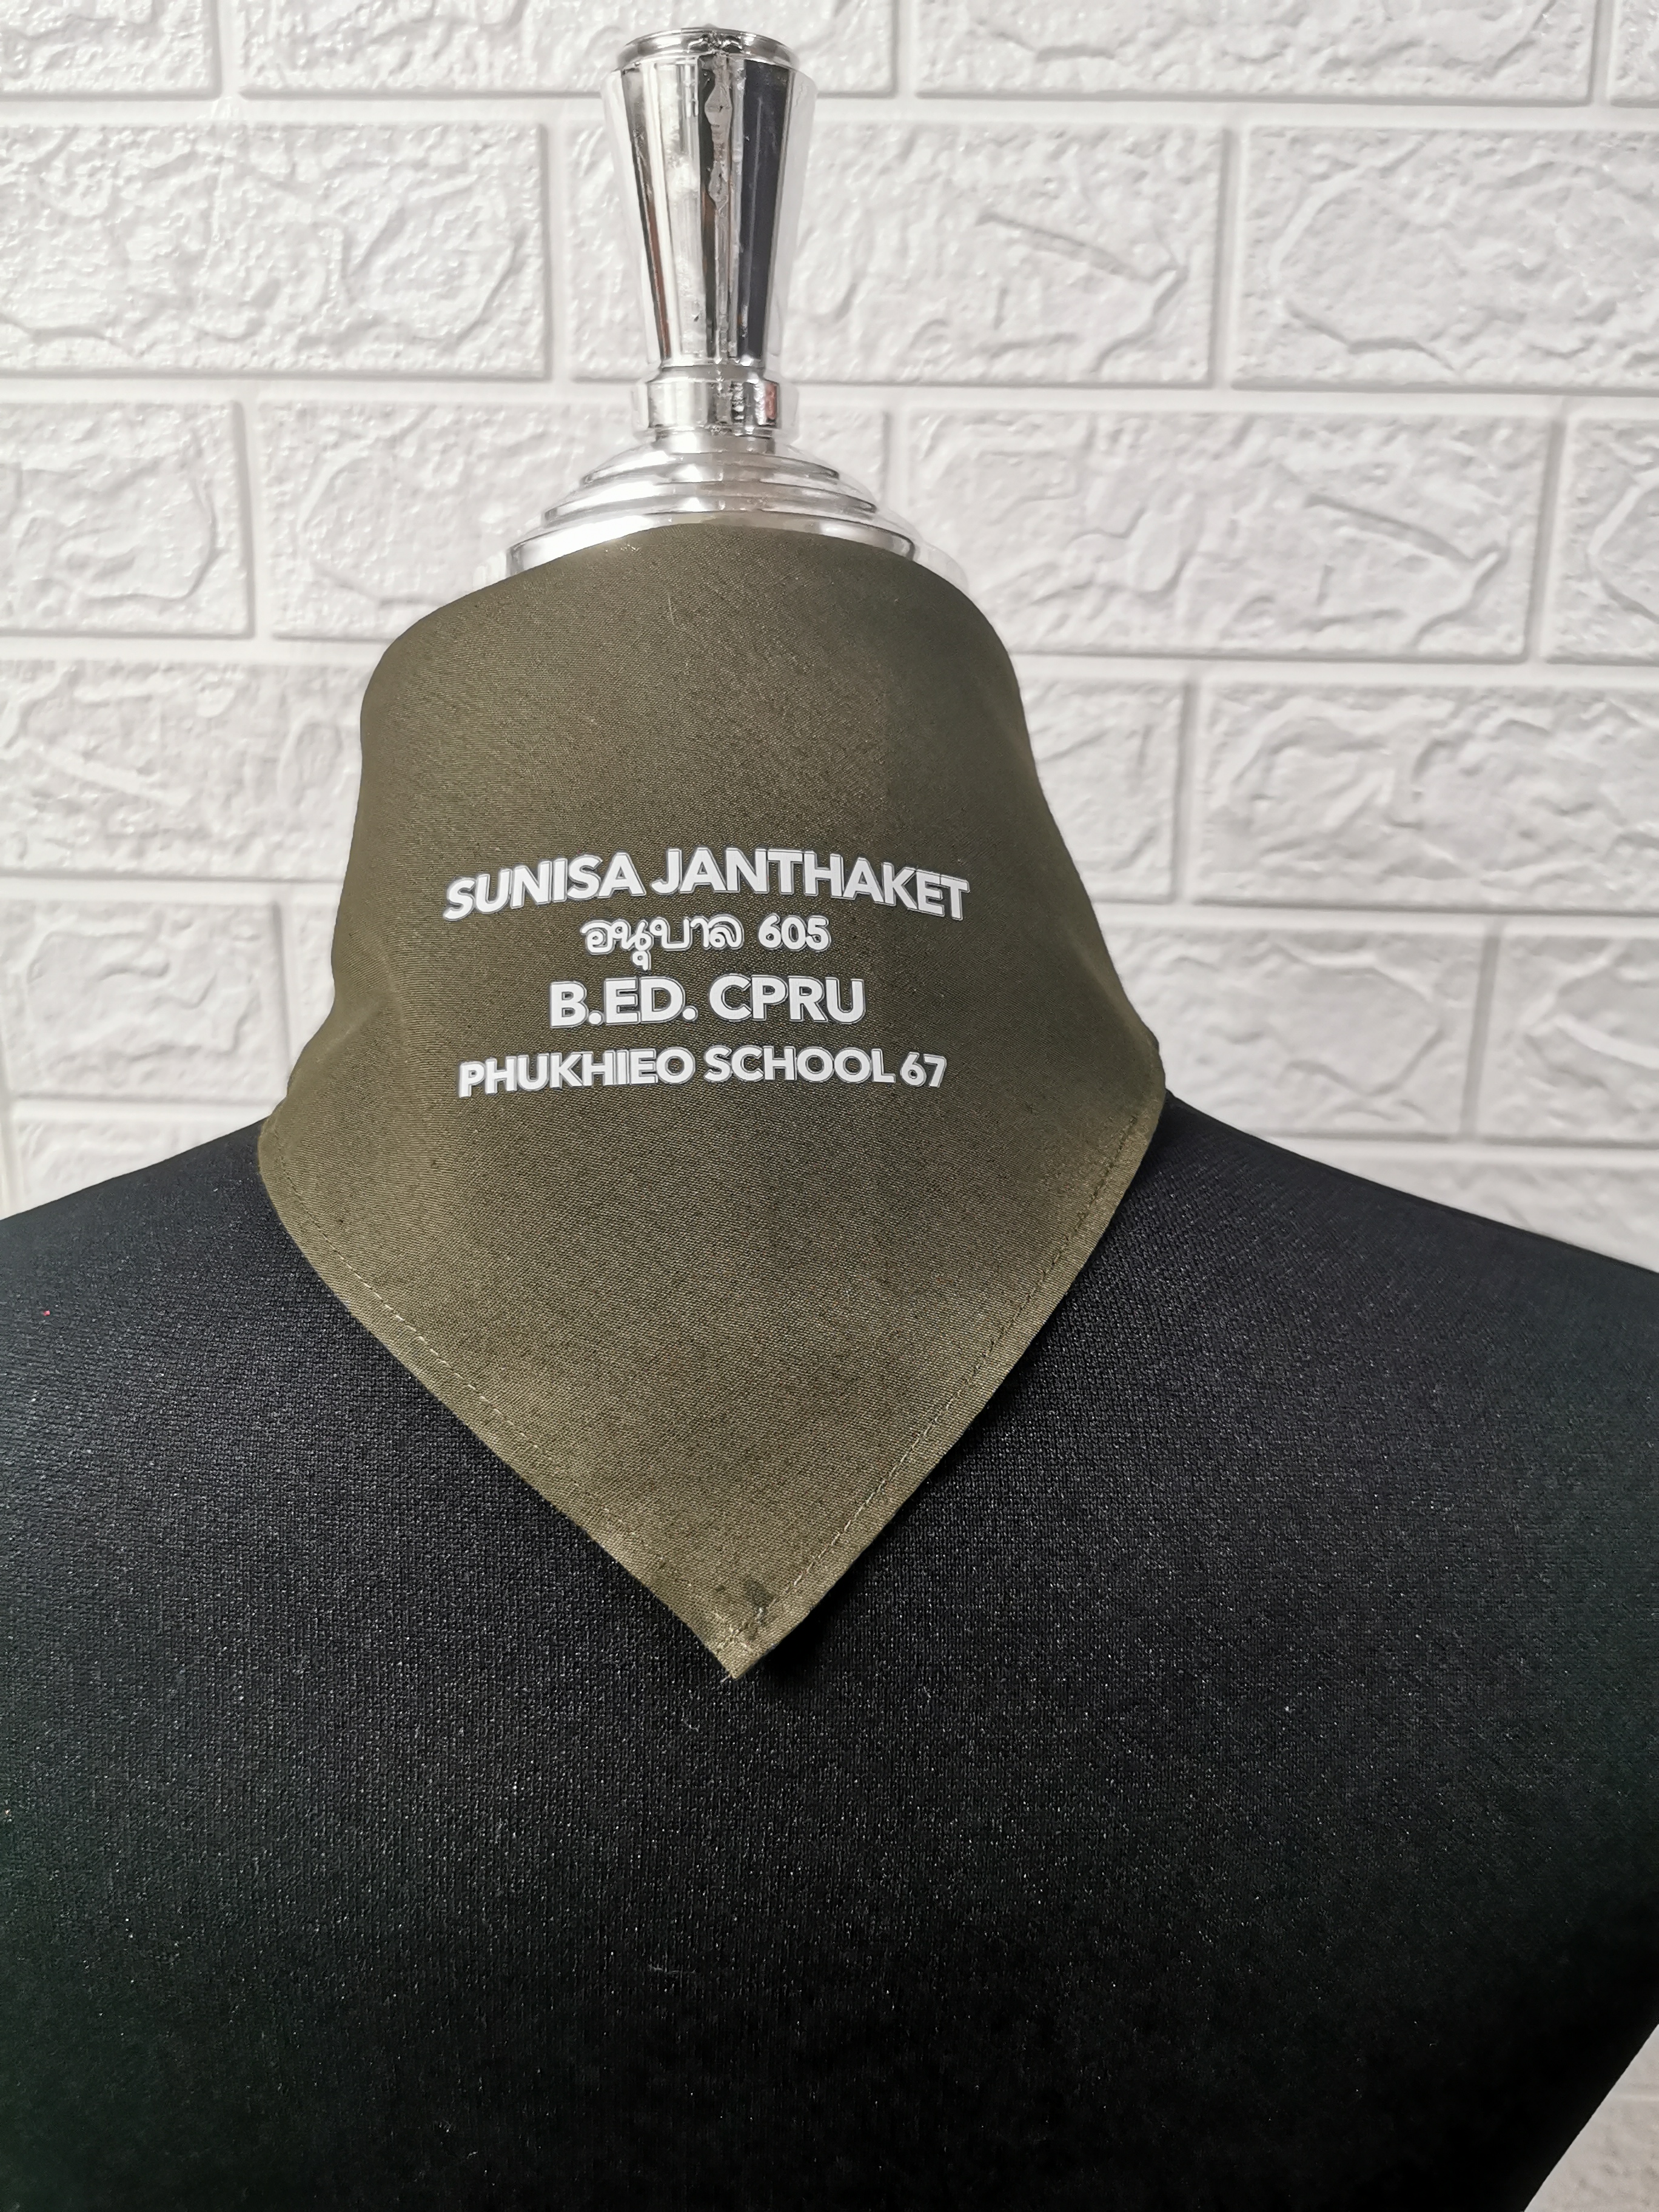 SUNISA JANTHAKET
อนุบาล 605
B.ED. CPRU
PHUKHIEO SCHOOL 67